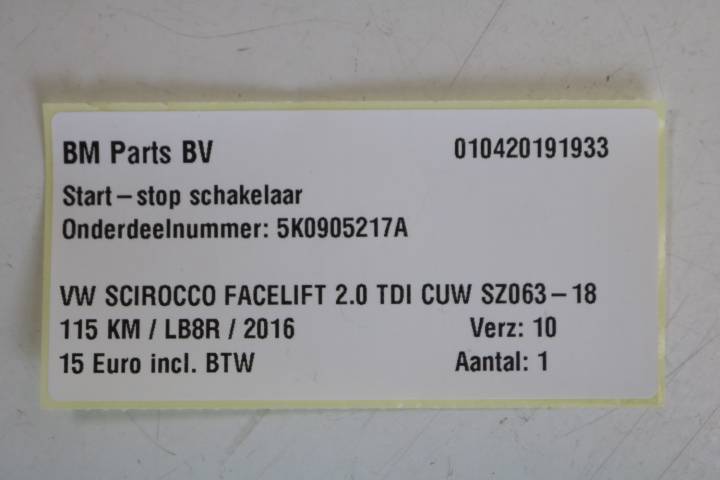 BM Parts BV 010420191933
Start-stop schakelaar
Onderdeelnummer: 5K0905217A
VW SCIROCCO FACELIFT 2.0 TDI CUW SZ063-18
115 KM / LB8R / 2016 Verz: 10
15 Euro incl. BTW Aantal: 1